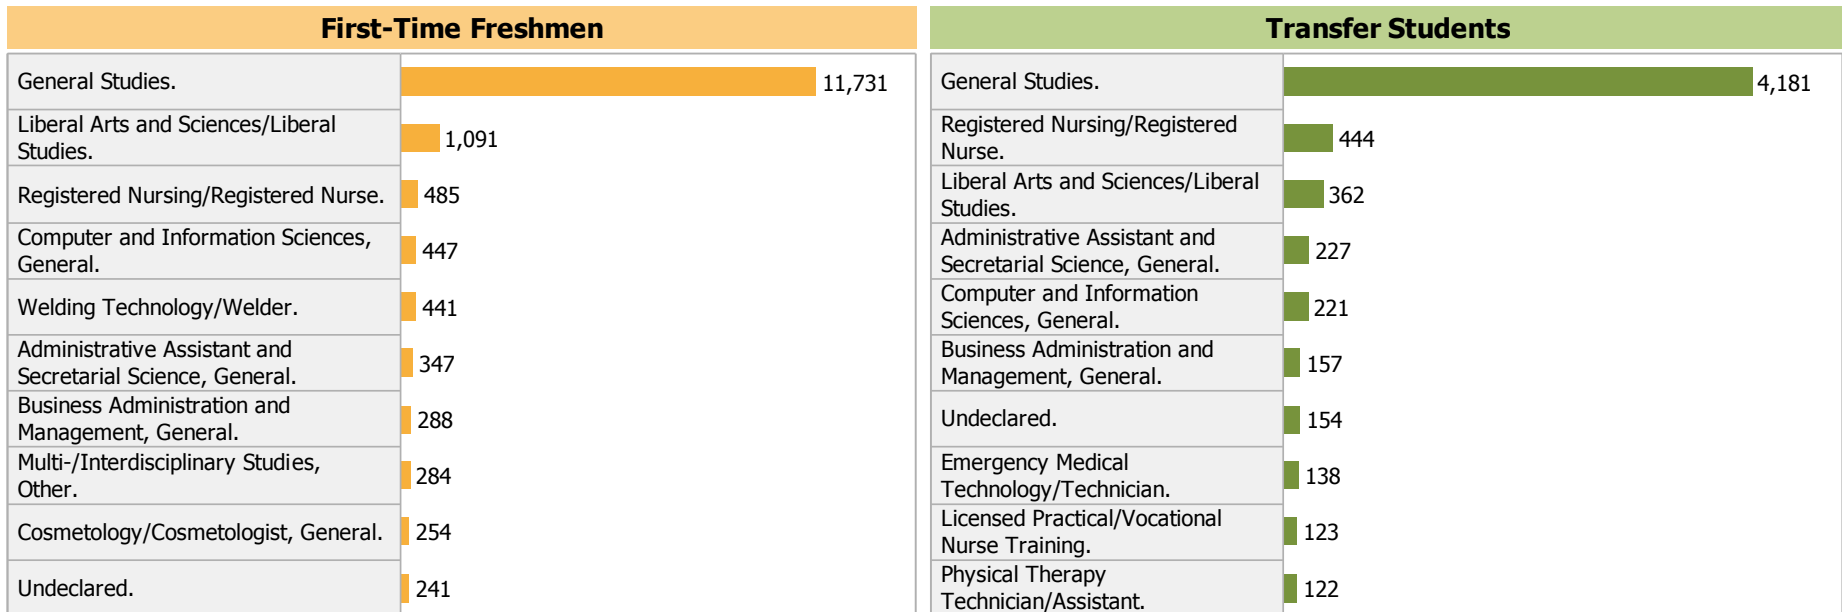 First-Time Freshmen
General Studies.
11,731
Liberal Arts and Sciences/Liberal
Studies.
1,091
Registered Nursing/Registered Nurse.
485
Computer and Information Sciences,
General.
447
Welding Technology/Welder.
441
Administrative Assistant and
Secretarial Science, General.
347
Business Administration and
Management, General.
288
Multi-/Interdisciplinary Studies,
Other.
284
Cosmetology/Cosmetologist, General.
254
Undeclared.
241
Transfer Students
General Studies.
4,181
Registered Nursing/Registered
Nurse.
444
Liberal Arts and Sciences/Liberal
Studies.
362
Administrative Assistant and
Secretarial Science, General.
227
Computer and Information
Sciences, General.
221
Business Administration and
Management, General.
157
Undeclared.
154
Emergency Medical
Technology/Technician.
138
Licensed Practical/Vocational
Nurse Training.
123
Physical Therapy
Technician/Assistant.
122